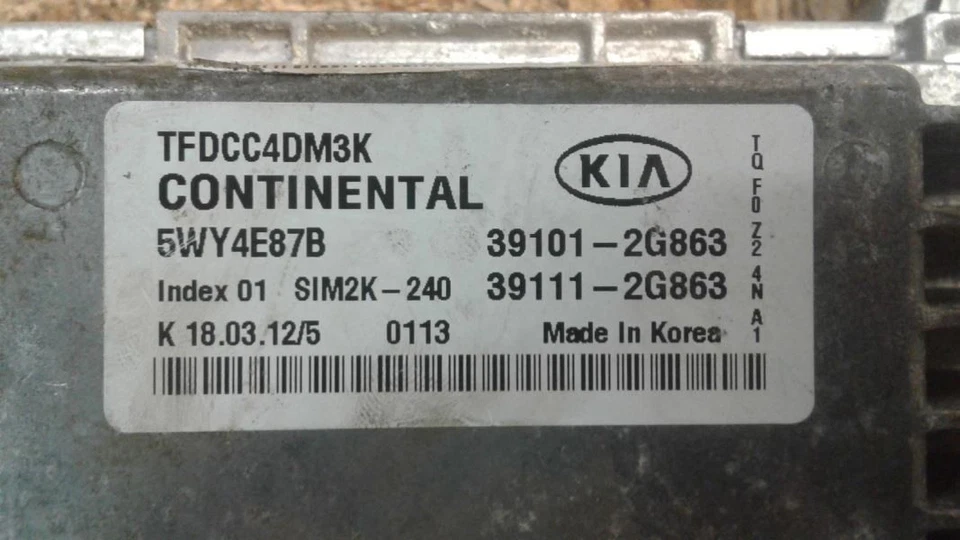 TFDCC4DM3K
CONTINENTAL
KIA
5WY4E87B 39101-2G863
Index 01 SIM2K-240 39111-2G863
K 18.03.12/5 0113 Made In Korea
TQ F0 Z2 4N A1